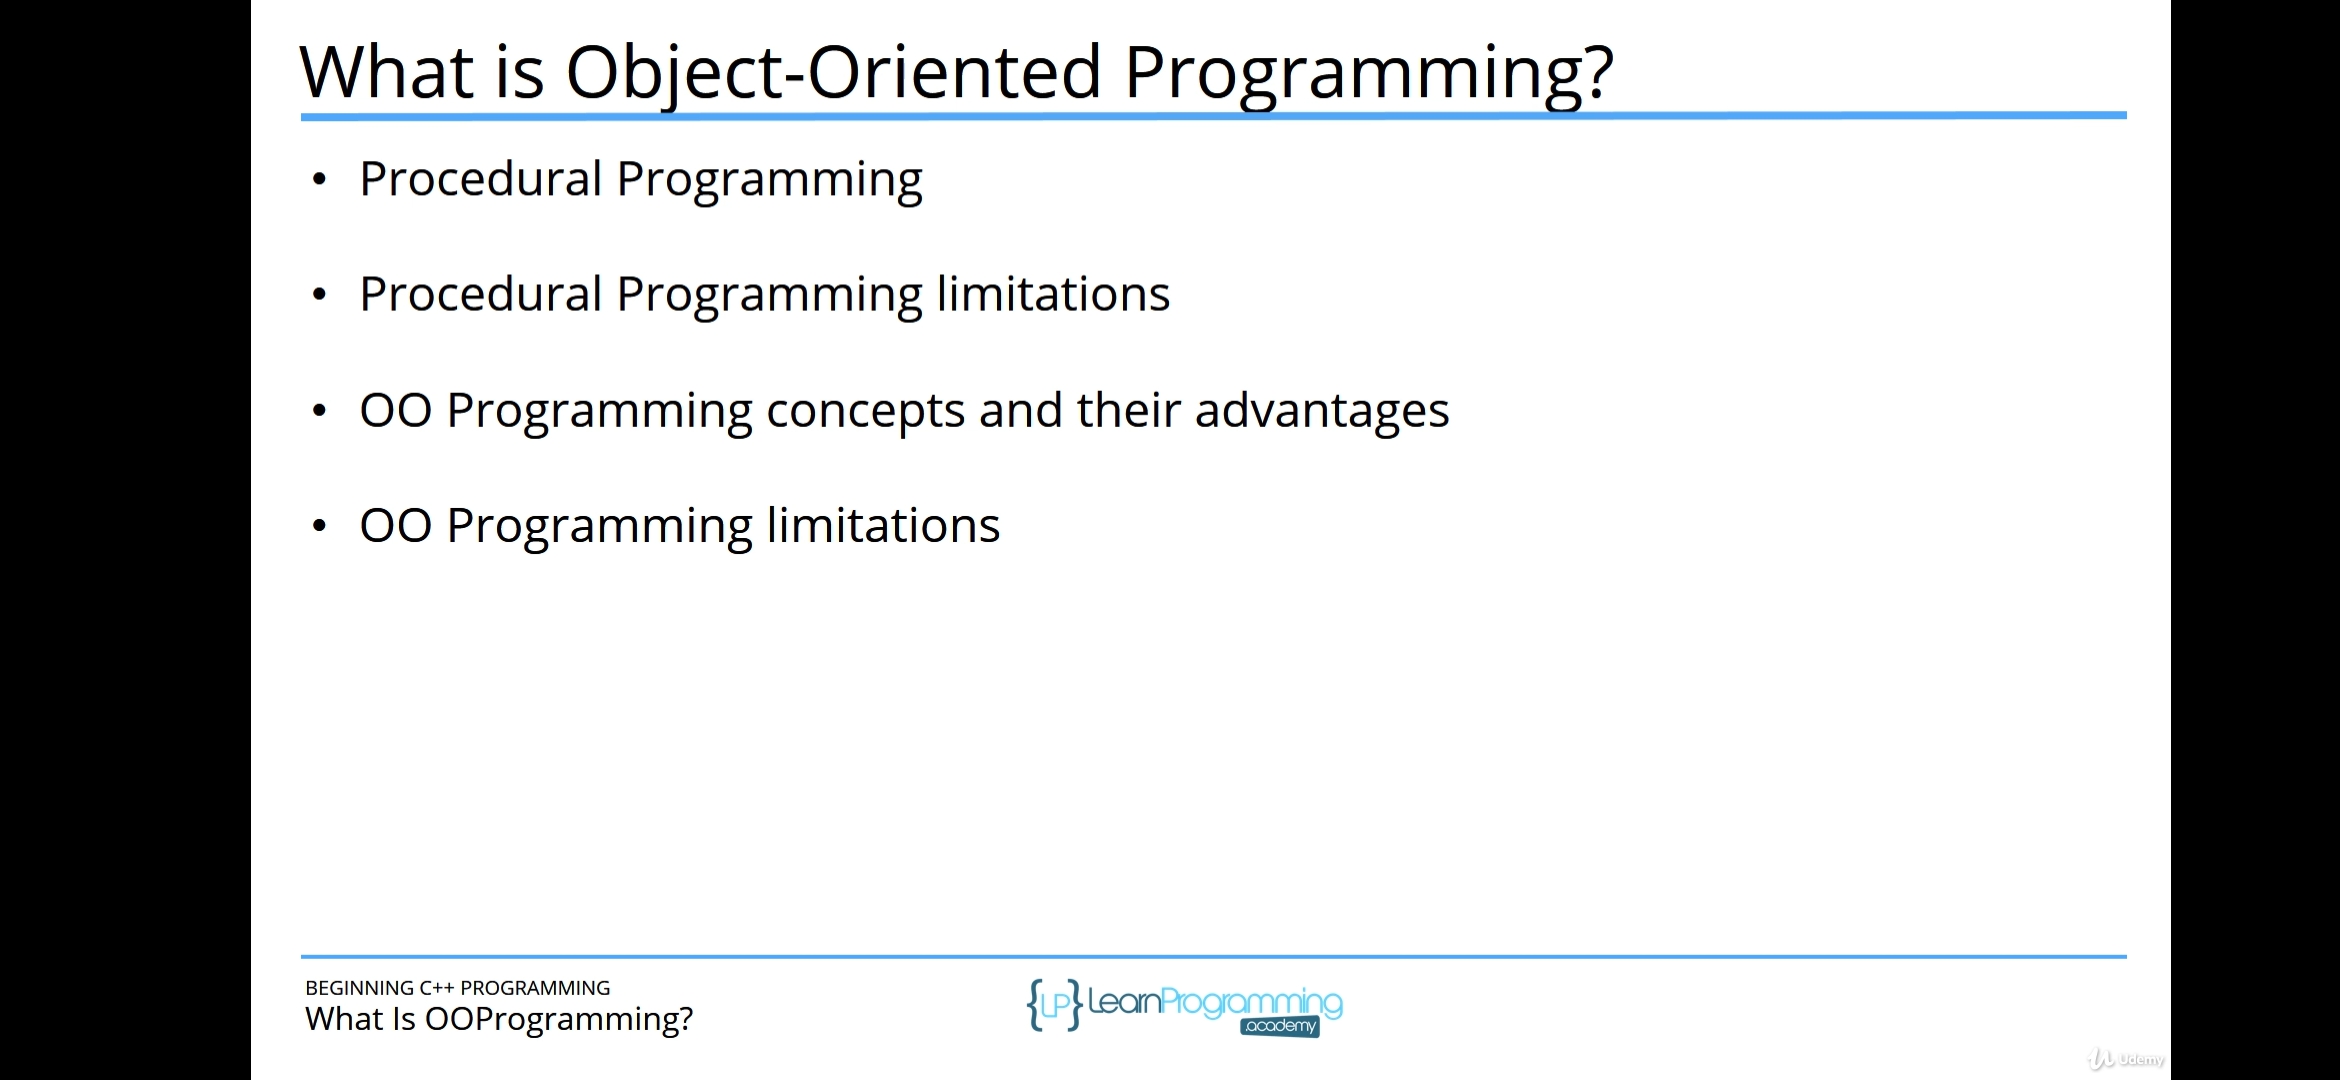 What is Object-Oriented Programming?
• Procedural Programming
• Procedural Programming limitations
• OO Programming concepts and their advantages
• OO Programming limitations
BEGINNING C++ PROGRAMMING
What Is OOProgramming?
{LP} LearnProgramming
academy
Udemy